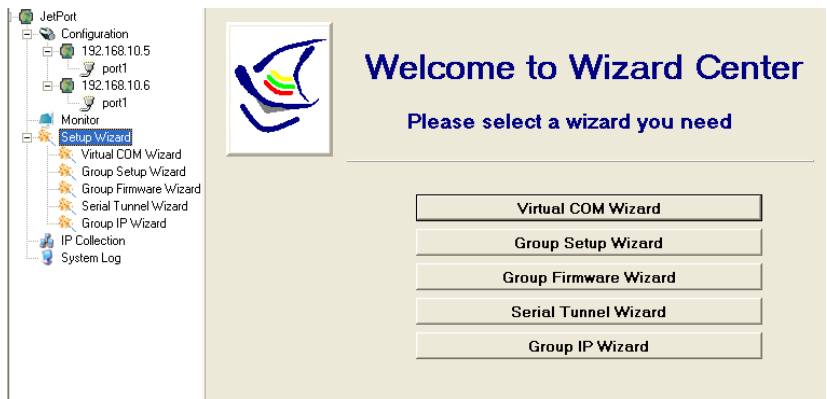 JetPort
Configuration
192.168.10.5
port1
192.168.10.6
port1
Monitor
Setup Wizard
Virtual COM Wizard
Group Setup Wizard
Group Firmware Wizard
Serial Tunnel Wizard
Group IP Wizard
IP Collection
System Log
Welcome to Wizard Center
Please select a wizard you need
Virtual COM Wizard
Group Setup Wizard
Group Firmware Wizard
Serial Tunnel Wizard
Group IP Wizard